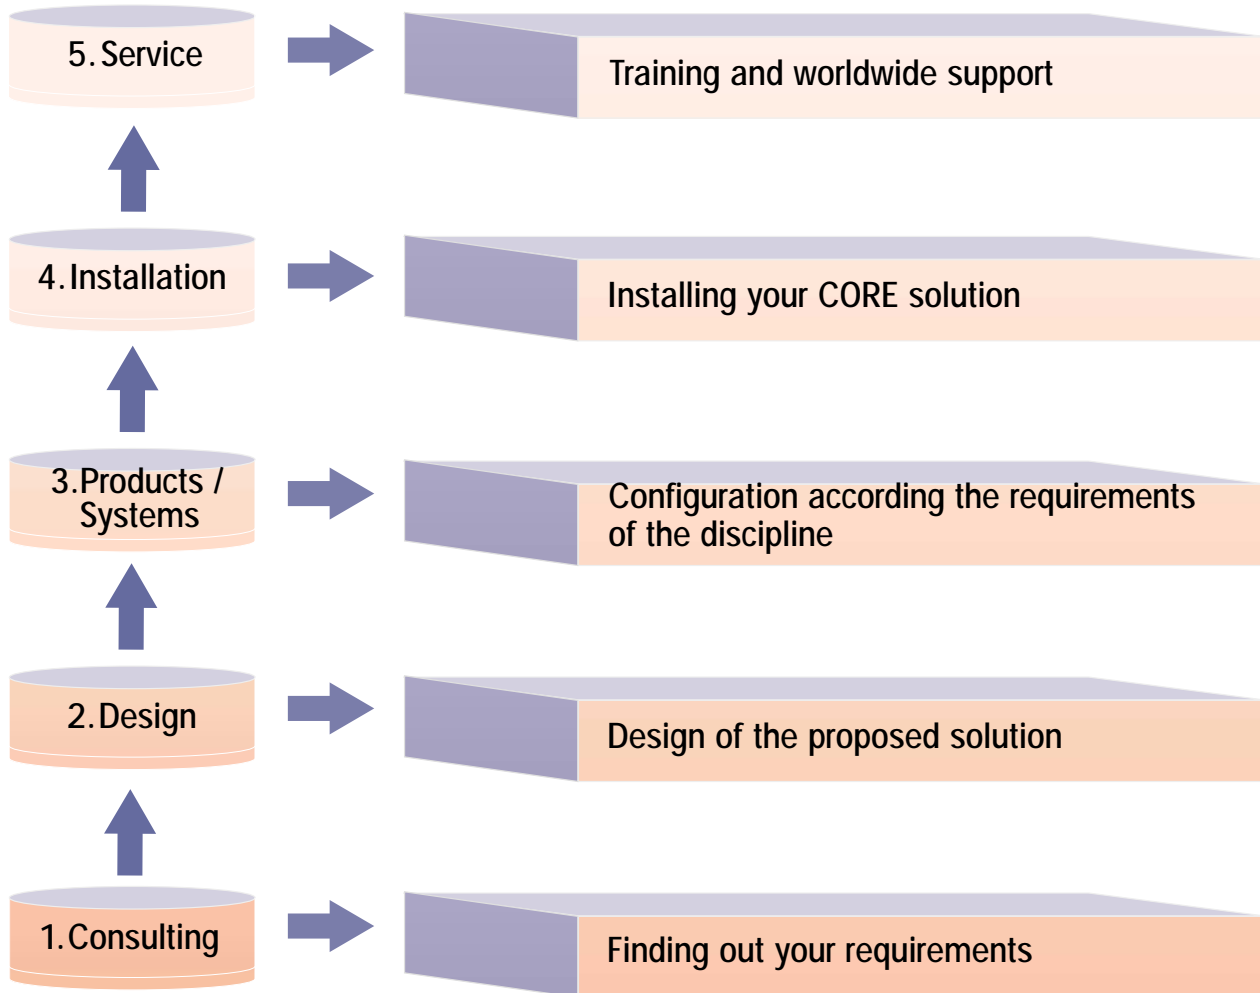 5. Service
Training and worldwide support
4. Installation
Installing your CORE solution
3. Products /
Systems
Configuration according the requirements
of the discipline
2. Design
Design of the proposed solution
1. Consulting
Finding out your requirements